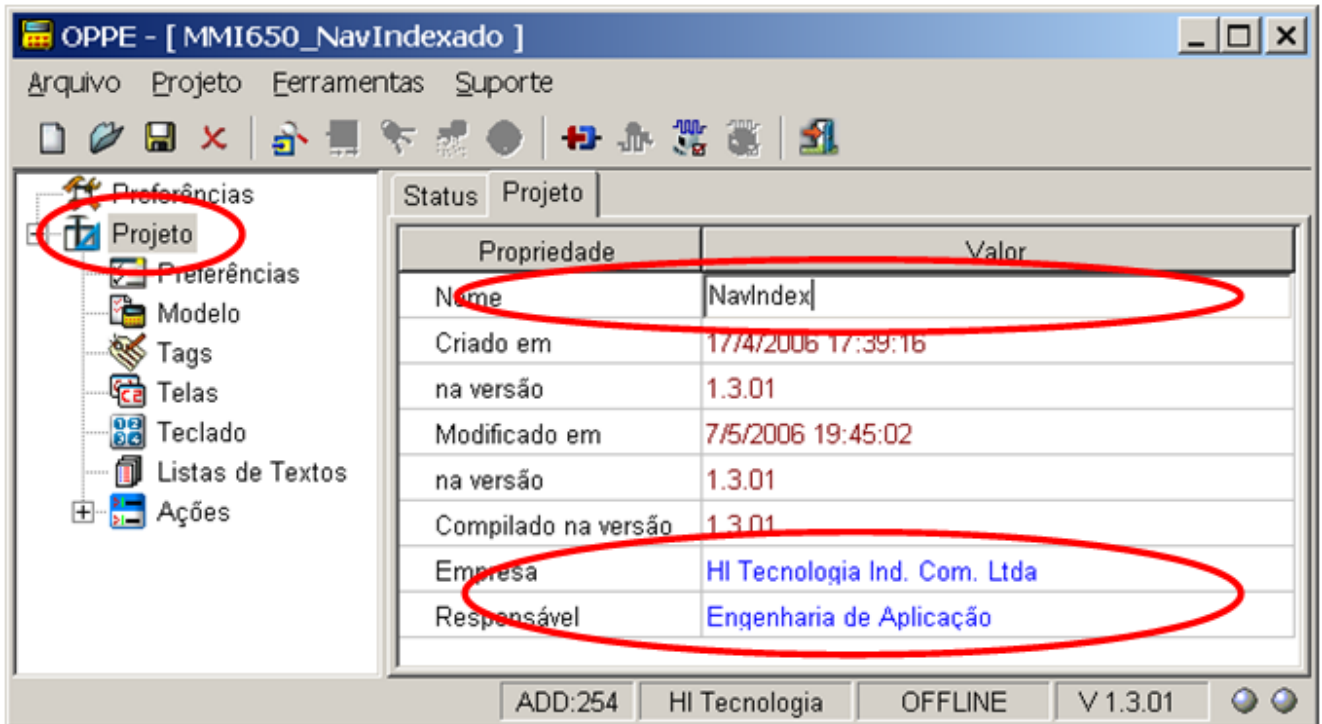 OPPE - [ MMI650_NavIndexado ]
Arquivo Projeto Ferramentas Suporte
Preferências
Projeto
Preferências
Modelo
Tags
Telas
Teclado
Listas de Textos
Ações
Status Projeto
Propriedade Valor
Nome NavIndex
Criado em 17/4/2006 17:39:16
na versão 1.3.01
Modificado em 7/5/2006 19:45:02
na versão 1.3.01
Compilado na versão 1.3.01
Empresa HI Tecnologia Ind. Com. Ltda
Responsável Engenharia de Aplicação
ADD:254 HI Tecnologia OFFLINE V 1.3.01